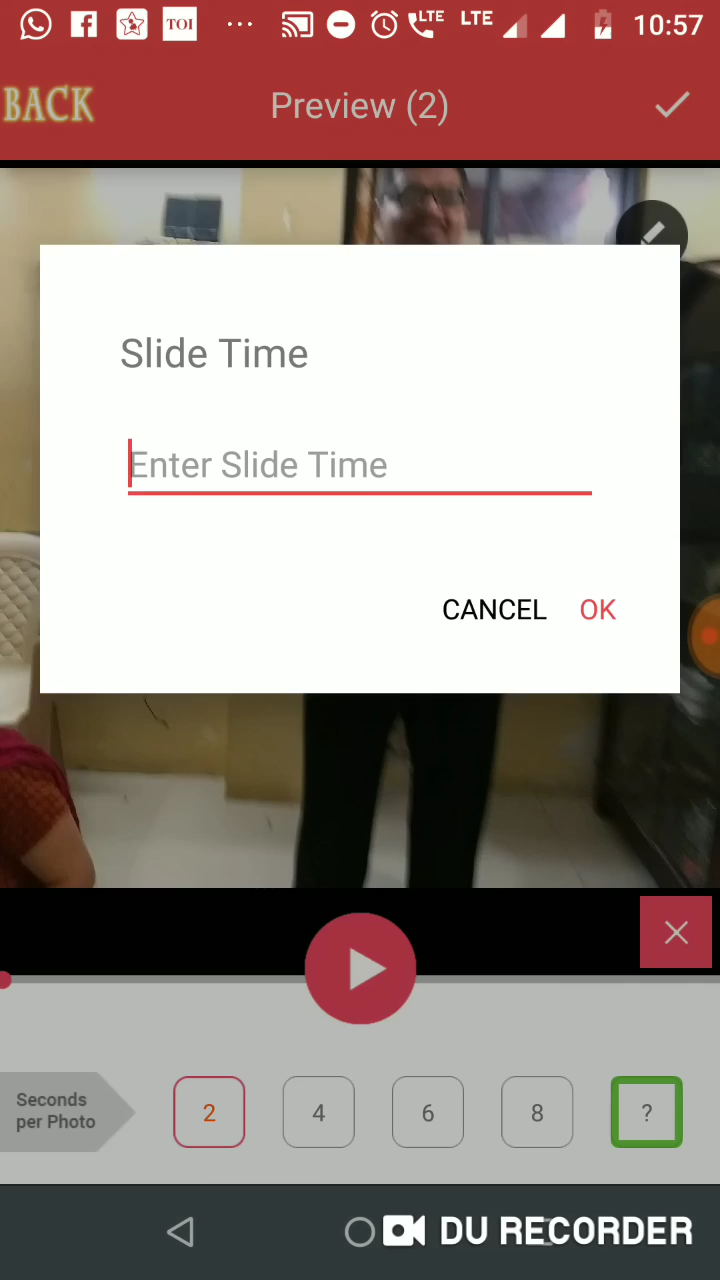 TOI
LTE
LTE
10:57
BACK
Preview (2)
Slide Time
Enter Slide Time
CANCEL
OK
Seconds
per Photo
2
4
6
8
?
DU RECORDER